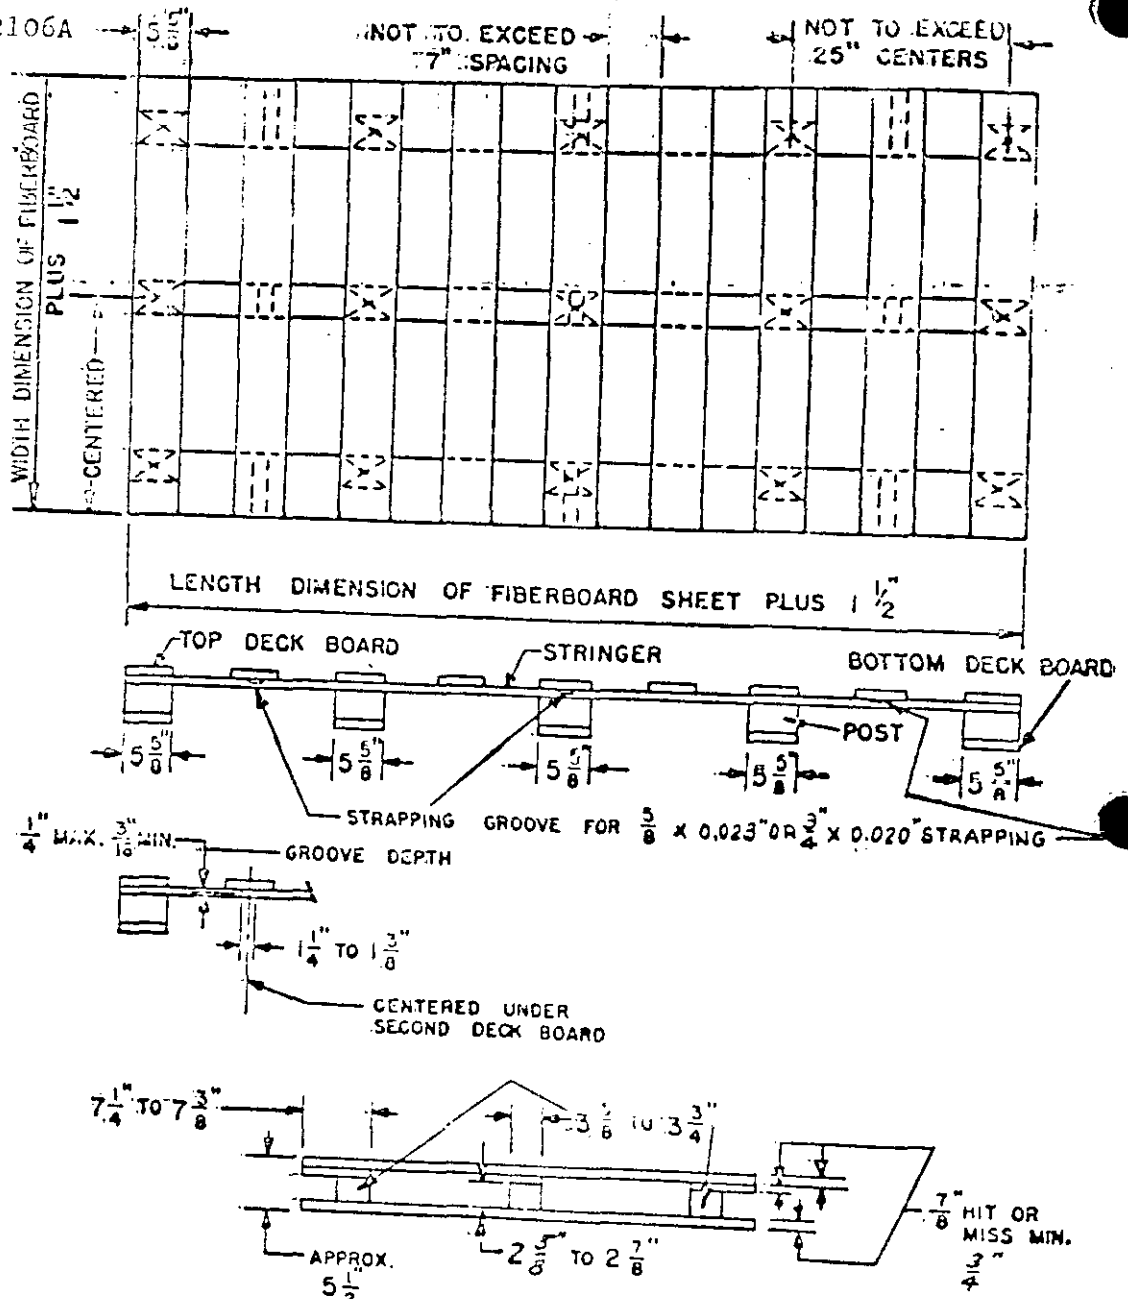 2106A
5 5/8"
NOT TO EXCEED
7" SPACING
NOT TO EXCEED
25" CENTERS
WIDTH DIMENSION OF FIBERBOARD
PLUS 1 1/2"
CENTERED
LENGTH DIMENSION OF FIBERBOARD SHEET PLUS 1 1/2"
TOP DECK BOARD
STRINGER
BOTTOM DECK BOARD
POST
5 5/8"
5 5/8"
5 5/8"
5 5/8"
5 5/8"
STRAPPING GROOVE FOR 5/8 X 0.023" OR 3/4" X 0.020" STRAPPING
1/4" MAX. 3/16" MIN.
GROOVE DEPTH
1 1/4" TO 1 3/8"
CENTERED UNDER
SECOND DECK BOARD
7 1/4" TO 7 3/8"
3 5/8 TO 3 3/4"
7/8" HIT OR
MISS MIN.
3/4"
APPROX.
5 1/2"
2 5/8" TO 2 7/8"